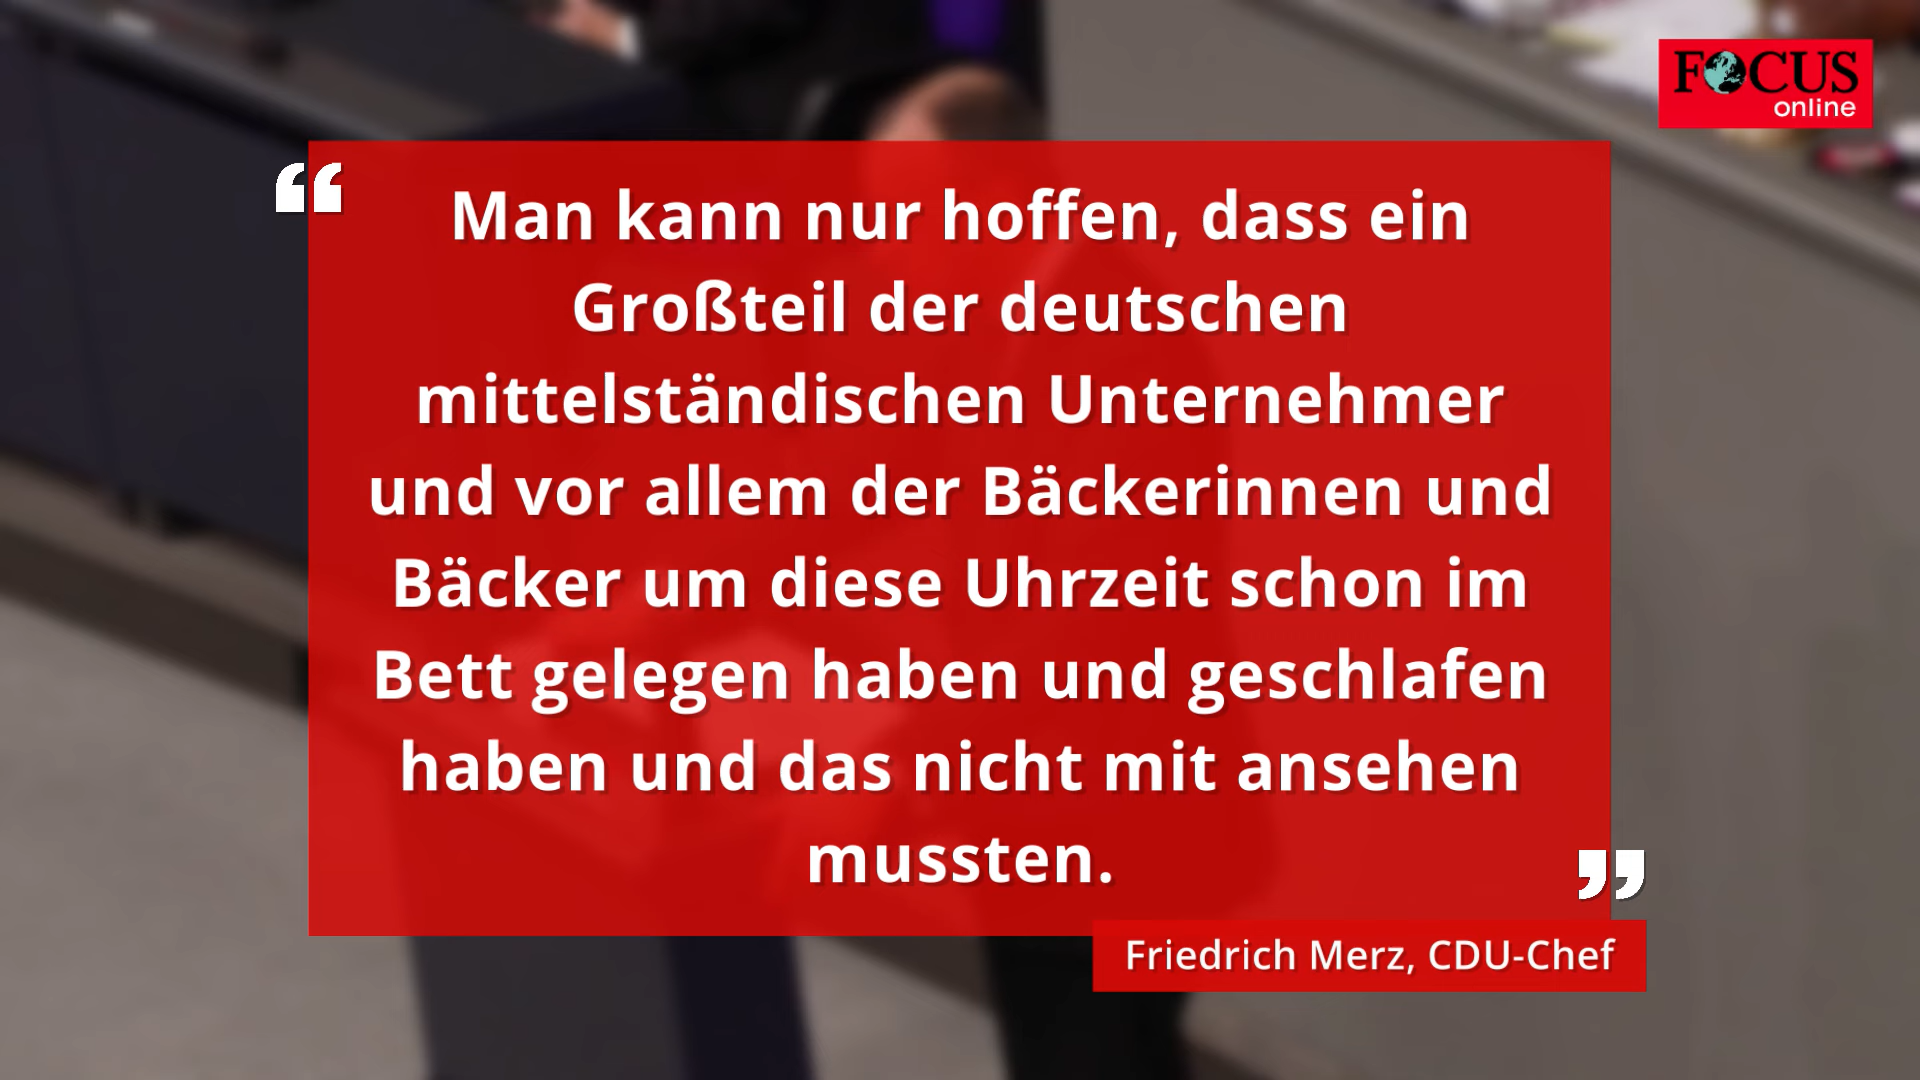 FOCUS
online
“
Man kann nur hoffen, dass ein
Großteil der deutschen
mittelständischen Unternehmer
und vor allem der Bäckerinnen und
Bäcker um diese Uhrzeit schon im
Bett gelegen haben und geschlafen
haben und das nicht mit ansehen
mussten.
”
Friedrich Merz, CDU-Chef